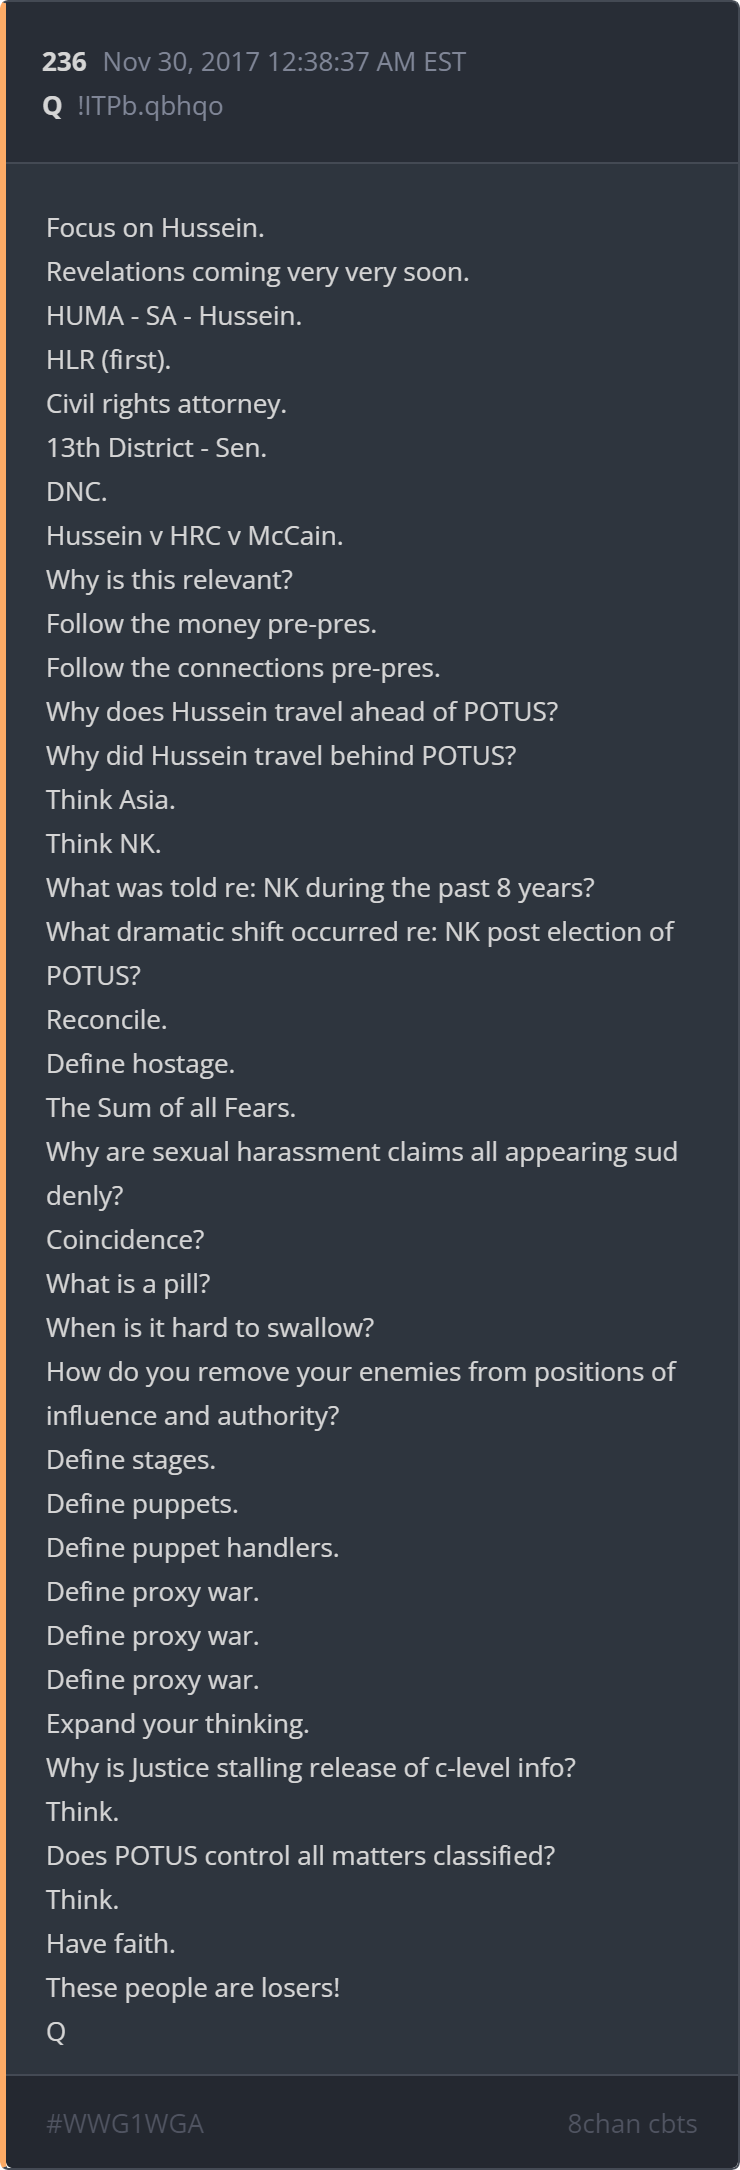 236 Nov 30, 2017 12:38:37 AM EST
Q !ITPb.qbhqo
Focus on Hussein.
Revelations coming very very soon.
HUMA - SA - Hussein.
HLR (first).
Civil rights attorney.
13th District - Sen.
DNC.
Hussein v HRC v McCain.
Why is this relevant?
Follow the money pre-pres.
Follow the connections pre-pres.
Why does Hussein travel ahead of POTUS?
Why did Hussein travel behind POTUS?
Think Asia.
Think NK.
What was told re: NK during the past 8 years?
What dramatic shift occurred re: NK post election of
POTUS?
Reconcile.
Define hostage.
The Sum of all Fears.
Why are sexual harassment claims all appearing sud
denly?
Coincidence?
What is a pill?
When is it hard to swallow?
How do you remove your enemies from positions of
influence and authority?
Define stages.
Define puppets.
Define puppet handlers.
Define proxy war.
Define proxy war.
Define proxy war.
Expand your thinking.
Why is Justice stalling release of c-level info?
Think.
Does POTUS control all matters classified?
Think.
Have faith.
These people are losers!
Q
#WWG1WGA 8chan cbts